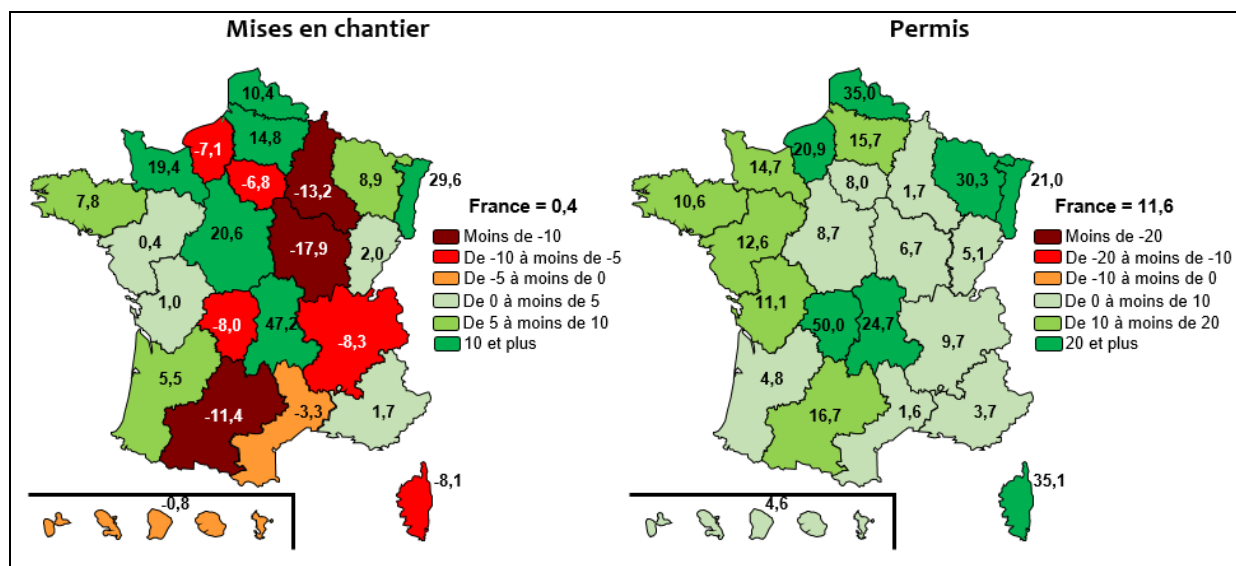 Mises en chantier
10,4
14,8
-7,1
19,4
-6,8
-13,2
8,9
29,6
7,8
0,4
20,6
-17,9
2,0
1,0
-8,0
47,2
-8,3
5,5
-11,4
-3,3
1,7
-8,1
-0,8
France = 0,4
Moins de -10
De -10 à moins de -5
De -5 à moins de 0
De 0 à moins de 5
De 5 à moins de 10
10 et plus
Permis
35,0
15,7
20,9
14,7
8,0
1,7
30,3
21,0
10,6
12,6
8,7
6,7
5,1
11,1
50,0
24,7
9,7
4,8
16,7
1,6
3,7
35,1
4,6
France = 11,6
Moins de -20
De -20 à moins de -10
De -10 à moins de 0
De 0 à moins de 10
De 10 à moins de 20
20 et plus